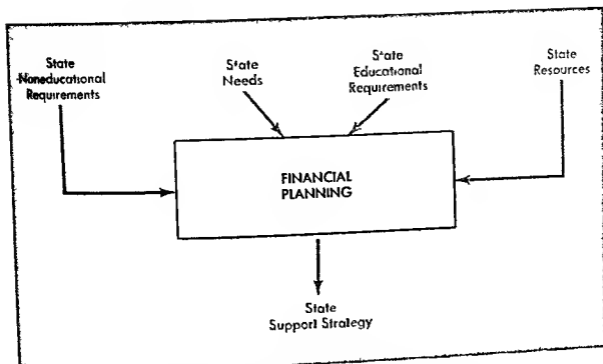 State
Noneducational
Requirements
State
Needs
State
Educational
Requirements
State
Resources
FINANCIAL
PLANNING
State
Support Strategy